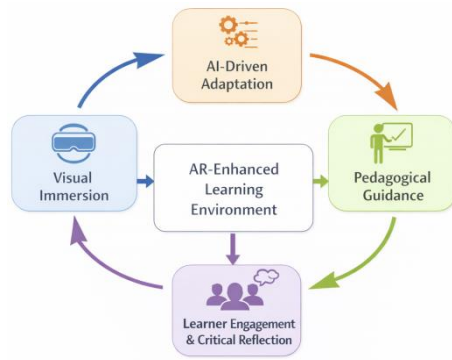 AI-Driven
Adaptation
Visual
Immersion
AR-Enhanced
Learning
Environment
Pedagogical
Guidance
Learner Engagement
& Critical Reflection